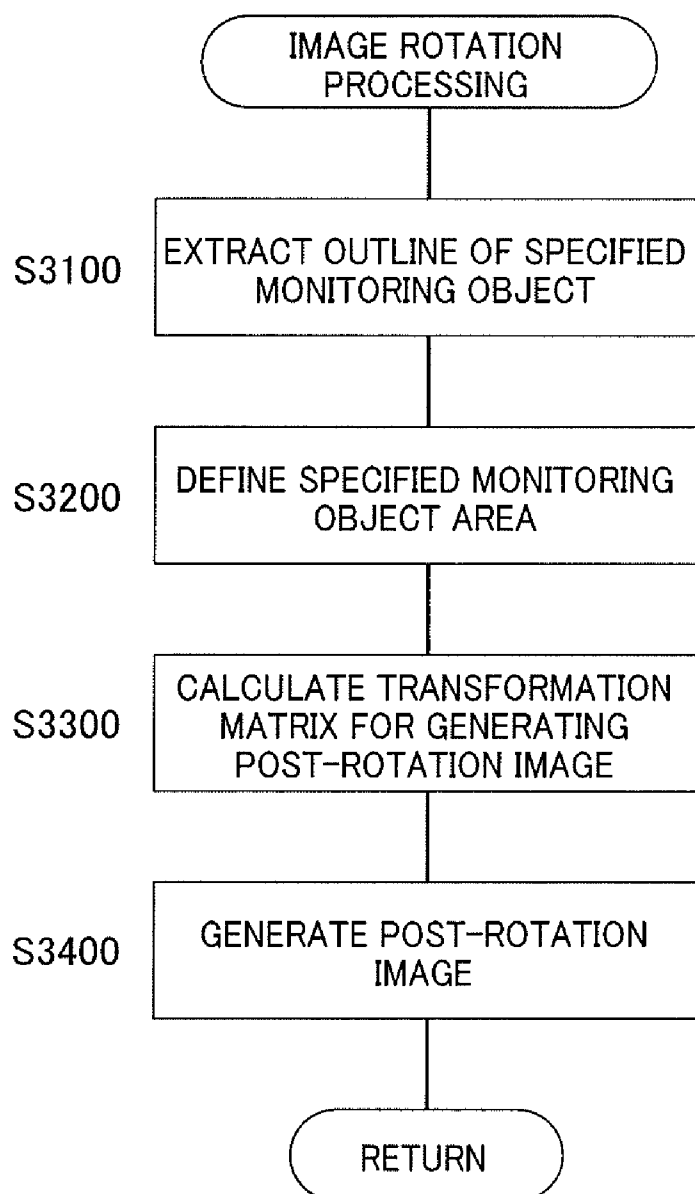 IMAGE ROTATION
PROCESSING
S3100
EXTRACT OUTLINE OF SPECIFIED
MONITORING OBJECT
S3200
DEFINE SPECIFIED MONITORING
OBJECT AREA
S3300
CALCULATE TRANSFORMATION
MATRIX FOR GENERATING
POST-ROTATION IMAGE
S3400
GENERATE POST-ROTATION
IMAGE
RETURN